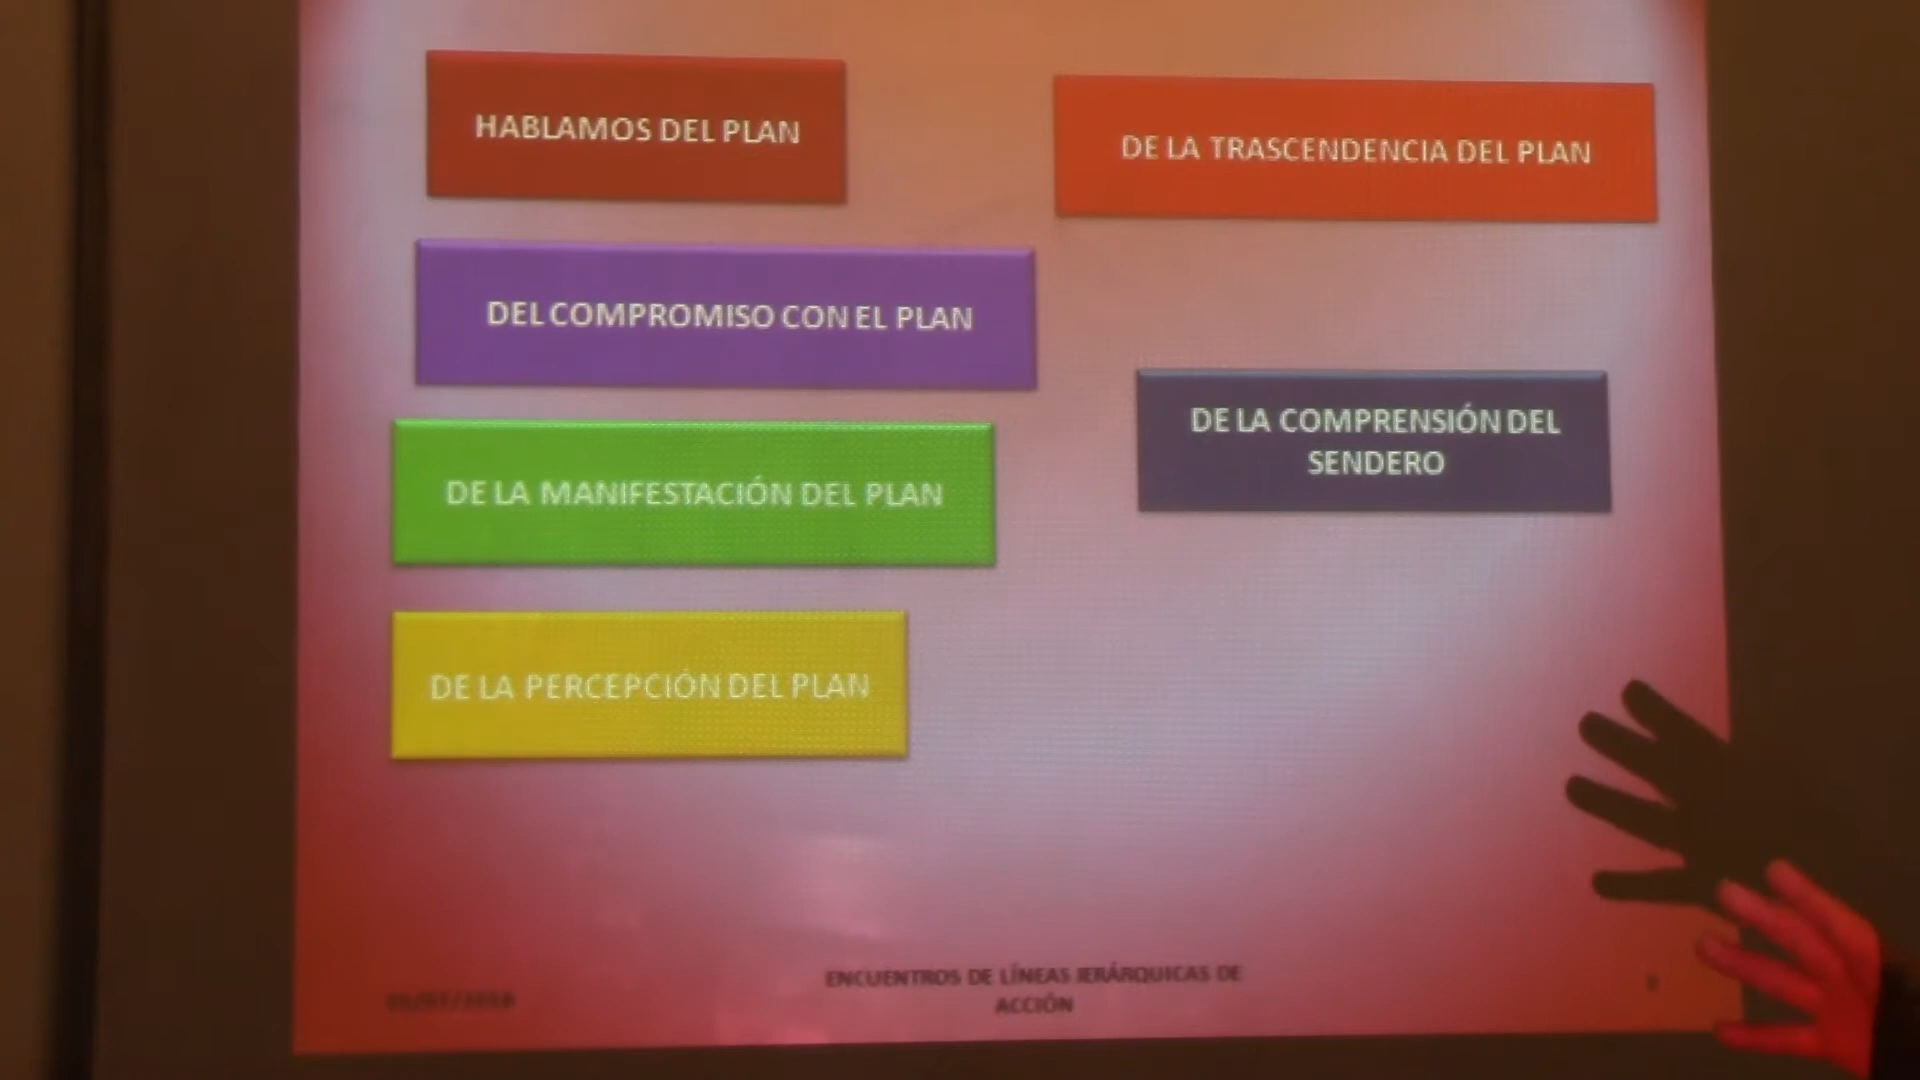 HABLAMOS DEL PLAN
DE LA TRASCENDENCIA DEL PLAN
DEL COMPROMISO CON EL PLAN
DE LA COMPRENSIÓN DEL
SENDERO
DE LA MANIFESTACIÓN DEL PLAN
DE LA PERCEPCIÓN DEL PLAN
ENCUENTROS DE LÍNEAS JERÁRQUICAS DE
ACCIÓN